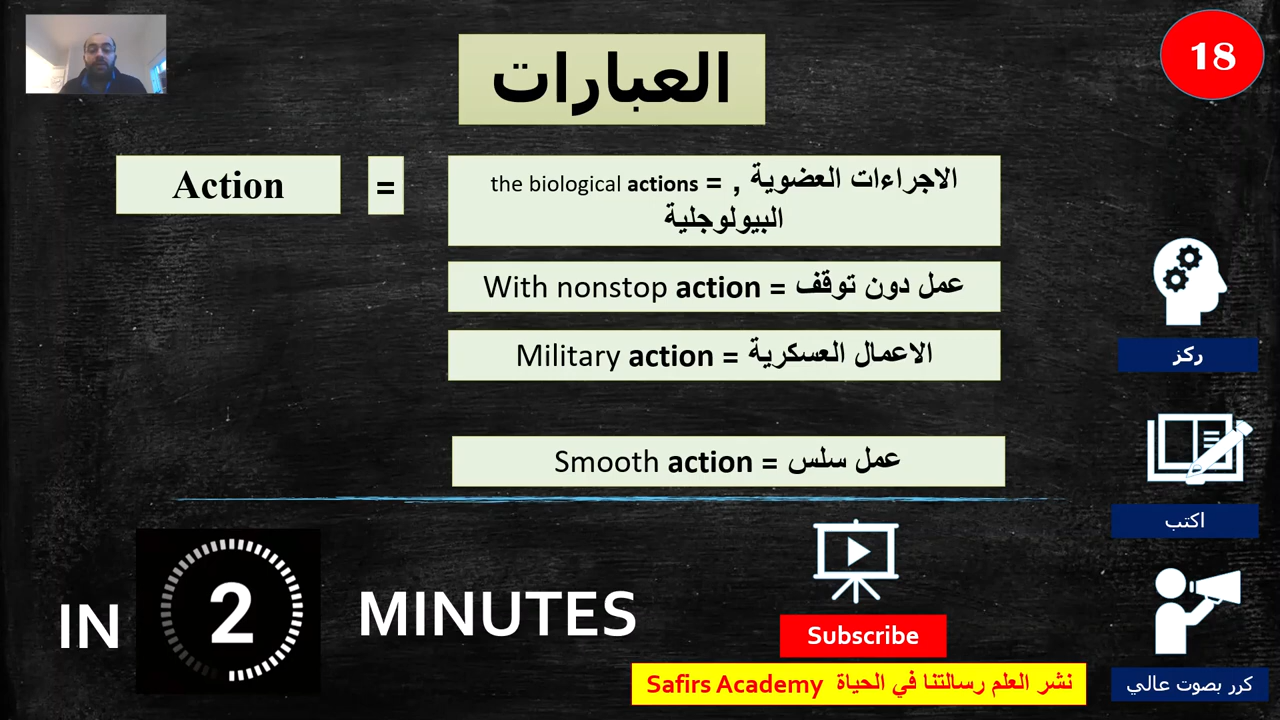 العبارات
18
Action
=
the biological actions = , الاجراءات العضوية
البيولوجلية
With nonstop action = عمل دون توقف
Military action = الاعمال العسكرية
Smooth action = عمل سلس
ركز
اكتب
كرر بصوت عالي
IN 2 MINUTES
Subscribe
Safirs Academy نشر العلم رسالتنا في الحياة